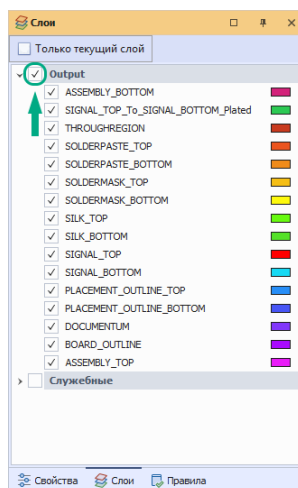 Слои
Только текущий слой
Output
ASSEMBLY_BOTTOM
SIGNAL_TOP_To_SIGNAL_BOTTOM_Plated
THROUGHREGION
SOLDERPASTE_TOP
SOLDERPASTE_BOTTOM
SOLDERMASK_TOP
SOLDERMASK_BOTTOM
SILK_TOP
SILK_BOTTOM
SIGNAL_TOP
SIGNAL_BOTTOM
PLACEMENT_OUTLINE_TOP
PLACEMENT_OUTLINE_BOTTOM
DOCUMENTUM
BOARD_OUTLINE
ASSEMBLY_TOP
Служебные
Свойства Слои Правила